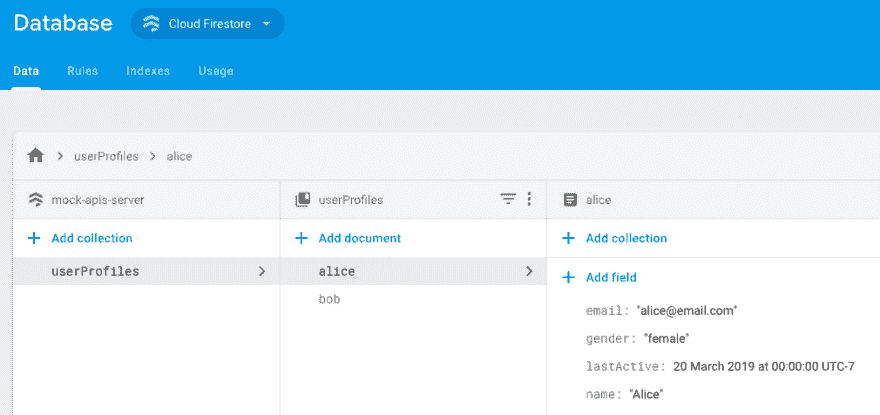 Database Cloud Firestore
Data Rules Indexes Usage
userProfiles alice
mock-apis-server userProfiles alice
Add collection Add document Add collection
userProfiles alice Add field
bob
email: "alice@email.com"
gender: "female"
lastActive: 20 March 2019 at 00:00:00 UTC-7
name: "Alice"